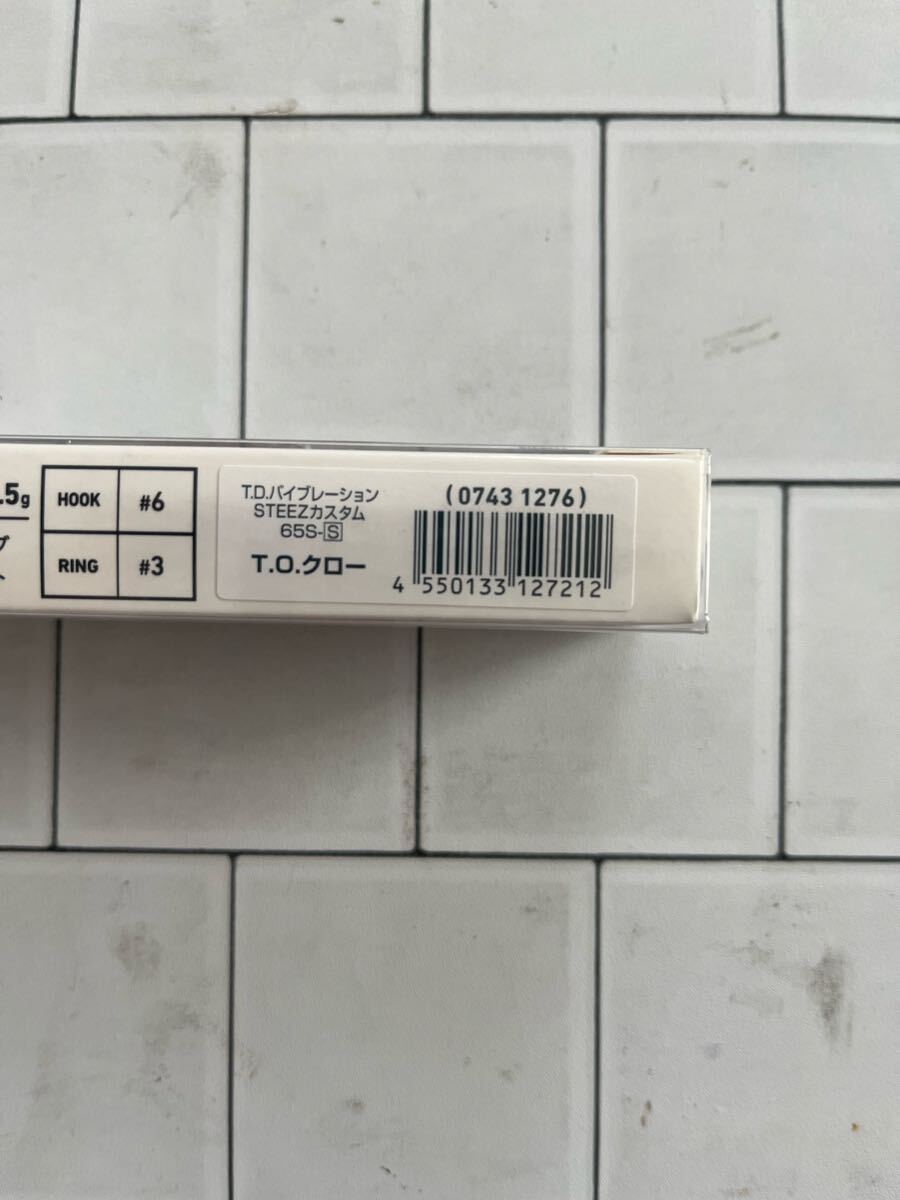 .5g
HOOK #6
RING #3
T.D.バイブレーション
STEEZカスタム
65S-S
T.O.クロー
(0743 1276)
4 550133 127212